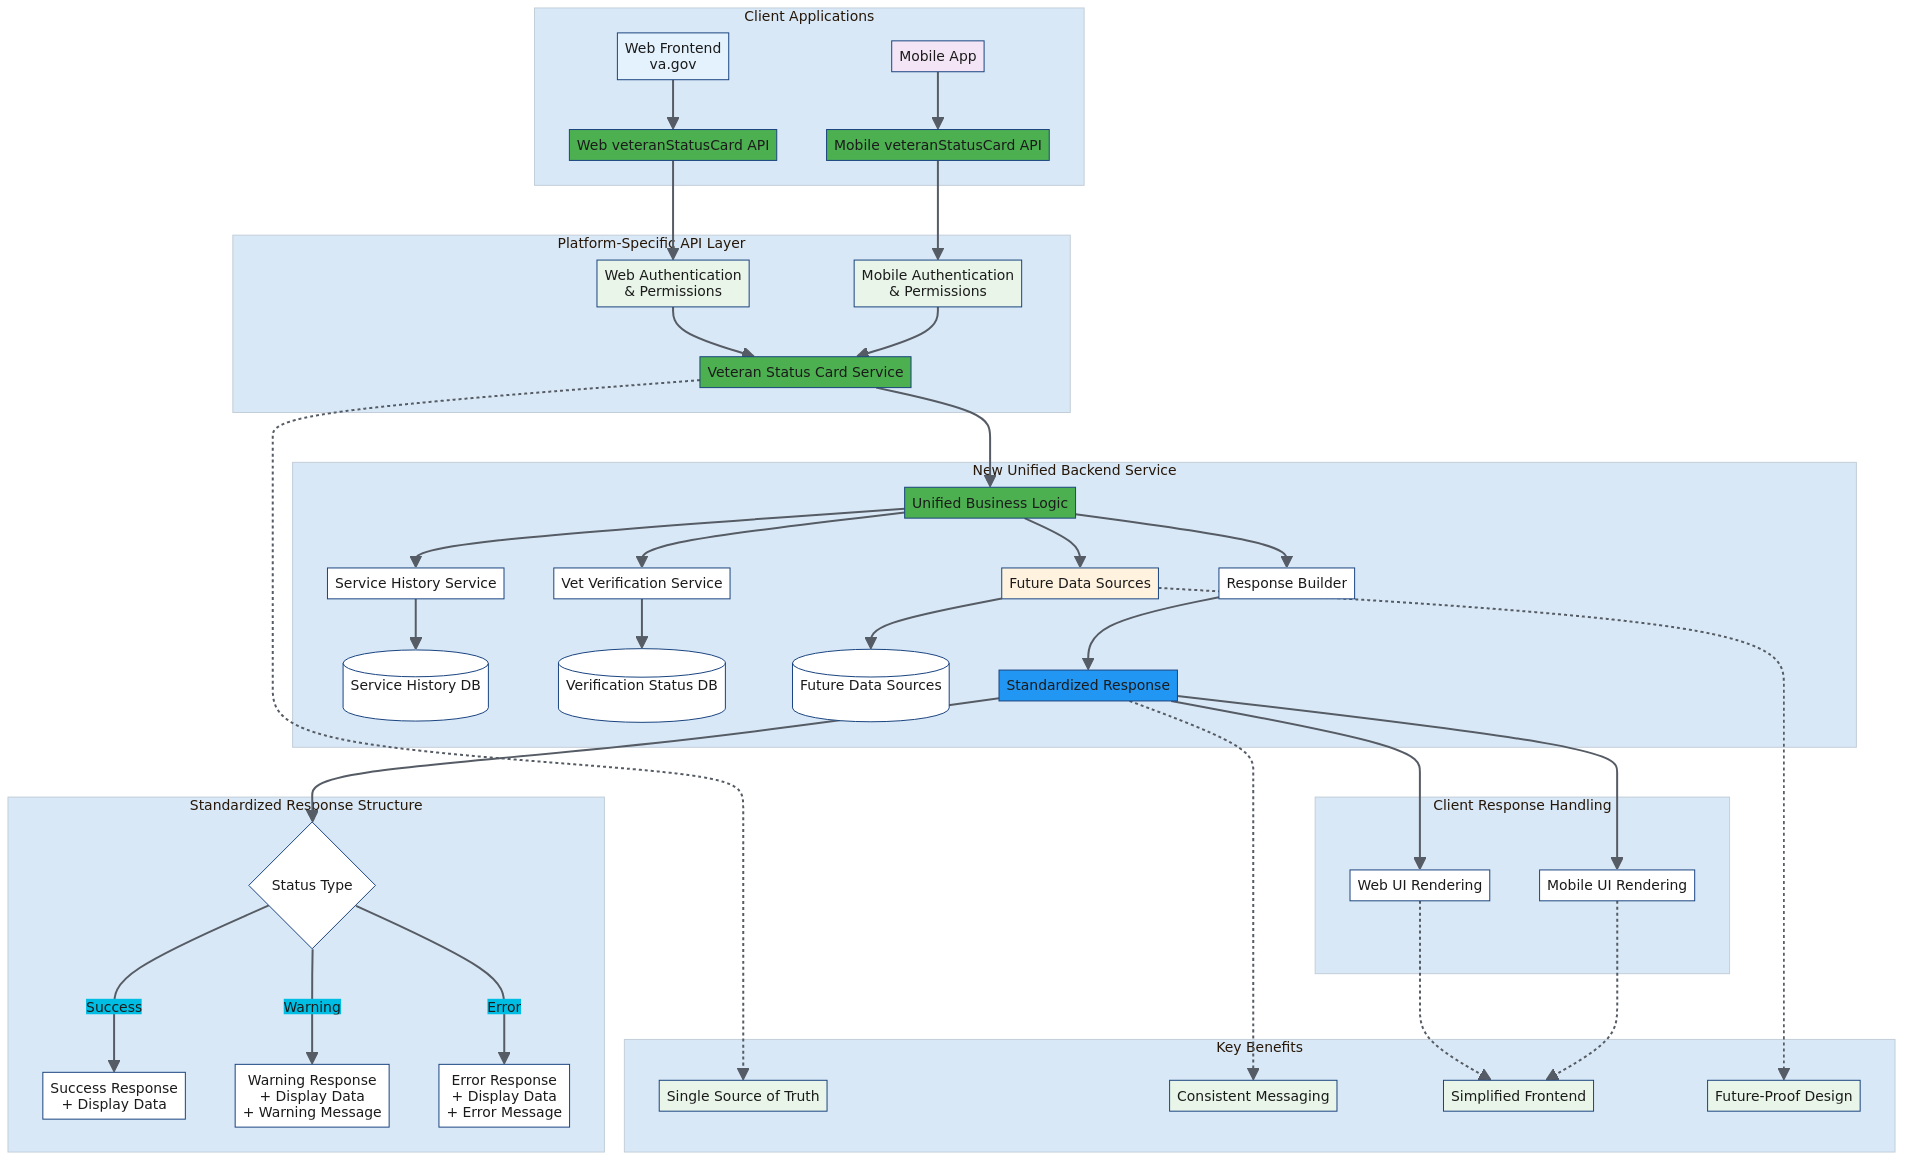 Client Applications
Web Frontend
va.gov
Mobile App
Web veteranStatusCard API
Mobile veteranStatusCard API
Platform-Specific API Layer
Web Authentication
& Permissions
Mobile Authentication
& Permissions
Veteran Status Card Service
New Unified Backend Service
Unified Business Logic
Service History Service
Vet Verification Service
Future Data Sources
Response Builder
Service History DB
Verification Status DB
Future Data Sources
Standardized Response
Standardized Response Structure
Status Type
Success
Warning
Error
Success Response
+ Display Data
Warning Response
+ Display Data
+ Warning Message
Error Response
+ Display Data
+ Error Message
Client Response Handling
Web UI Rendering
Mobile UI Rendering
Key Benefits
Single Source of Truth
Consistent Messaging
Simplified Frontend
Future-Proof Design